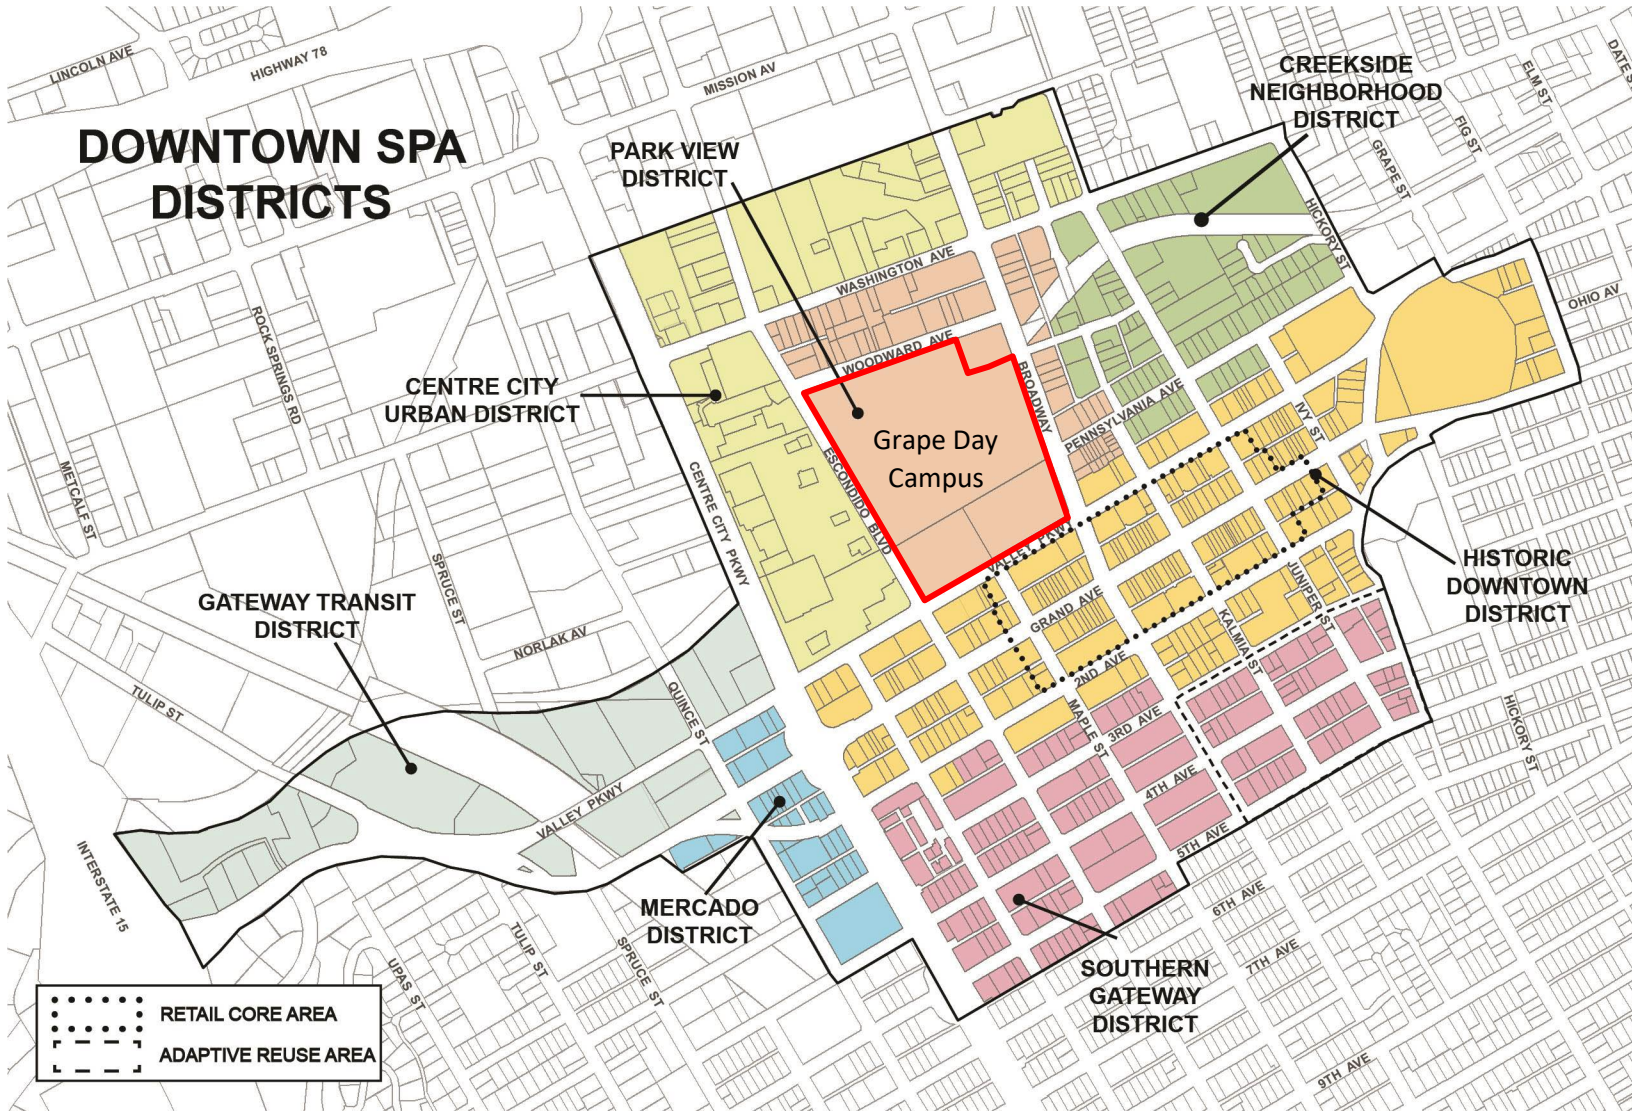 LINCOLN AVE
HIGHWAY 78
MISSION AV
DOWNTOWN SPA
DISTRICTS
PARK VIEW
DISTRICT
CREEKSIDE
NEIGHBORHOOD
DISTRICT
ELM ST
FIG ST
GRAPE ST
HICKORY ST
OHIO AV
WASHINGTON AVE
WOODWARD AVE
BROADWAY
PENNSYLVANIA AVE
IVY ST
ROCK SPRINGS RD
CENTRE CITY
URBAN DISTRICT
Grape Day
Campus
ESCONDIDO BLVD
CENTRE CITY PKWY
METCALF ST
SPRUCE ST
VALLEY PKWY
GRAND AVE
HISTORIC
DOWNTOWN
DISTRICT
JUNIPER ST
KALMIA ST
GATEWAY TRANSIT
DISTRICT
NORLAK AV
TULIP ST
QUINCE ST
2ND AVE
MAPLE ST
3RD AVE
4TH AVE
5TH AVE
HICKORY ST
VALLEY PKWY
INTERSTATE 15
MERCADO
DISTRICT
TULIP ST
SPRUCE ST
UPAS ST
6TH AVE
7TH AVE
9TH AVE
SOUTHERN
GATEWAY
DISTRICT
RETAIL CORE AREA
ADAPTIVE REUSE AREA